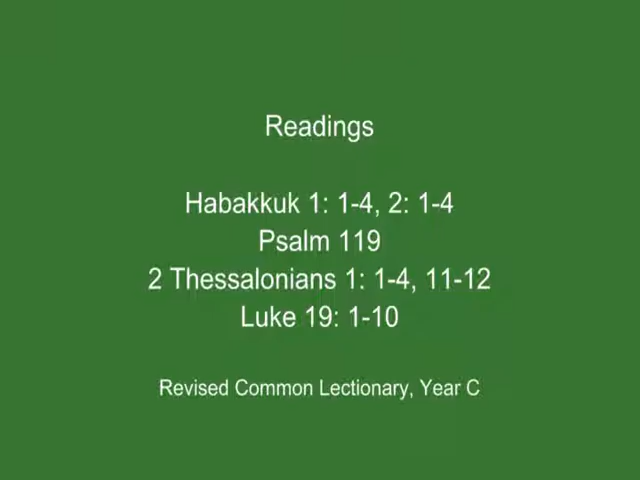 Readings
Habakkuk 1: 1-4, 2: 1-4
Psalm 119
2 Thessalonians 1: 1-4, 11-12
Luke 19: 1-10
Revised Common Lectionary, Year C